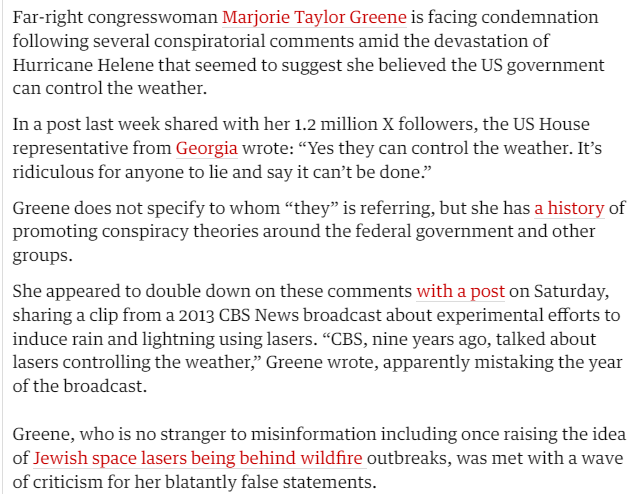 Far-right congresswoman Marjorie Taylor Greene is facing condemnation
following several conspiratorial comments amid the devastation of
Hurricane Helene that seemed to suggest she believed the US government
can control the weather.
In a post last week shared with her 1.2 million X followers, the US House
representative from Georgia wrote: “Yes they can control the weather. It’s
ridiculous for anyone to lie and say it can’t be done.”
Greene does not specify to whom “they” is referring, but she has a history of
promoting conspiracy theories around the federal government and other
groups.
She appeared to double down on these comments with a post on Saturday,
sharing a clip from a 2013 CBS News broadcast about experimental efforts to
induce rain and lightning using lasers. “CBS, nine years ago, talked about
lasers controlling the weather,” Greene wrote, apparently mistaking the year
of the broadcast.
Greene, who is no stranger to misinformation including once raising the idea
of Jewish space lasers being behind wildfire outbreaks, was met with a wave
of criticism for her blatantly false statements.